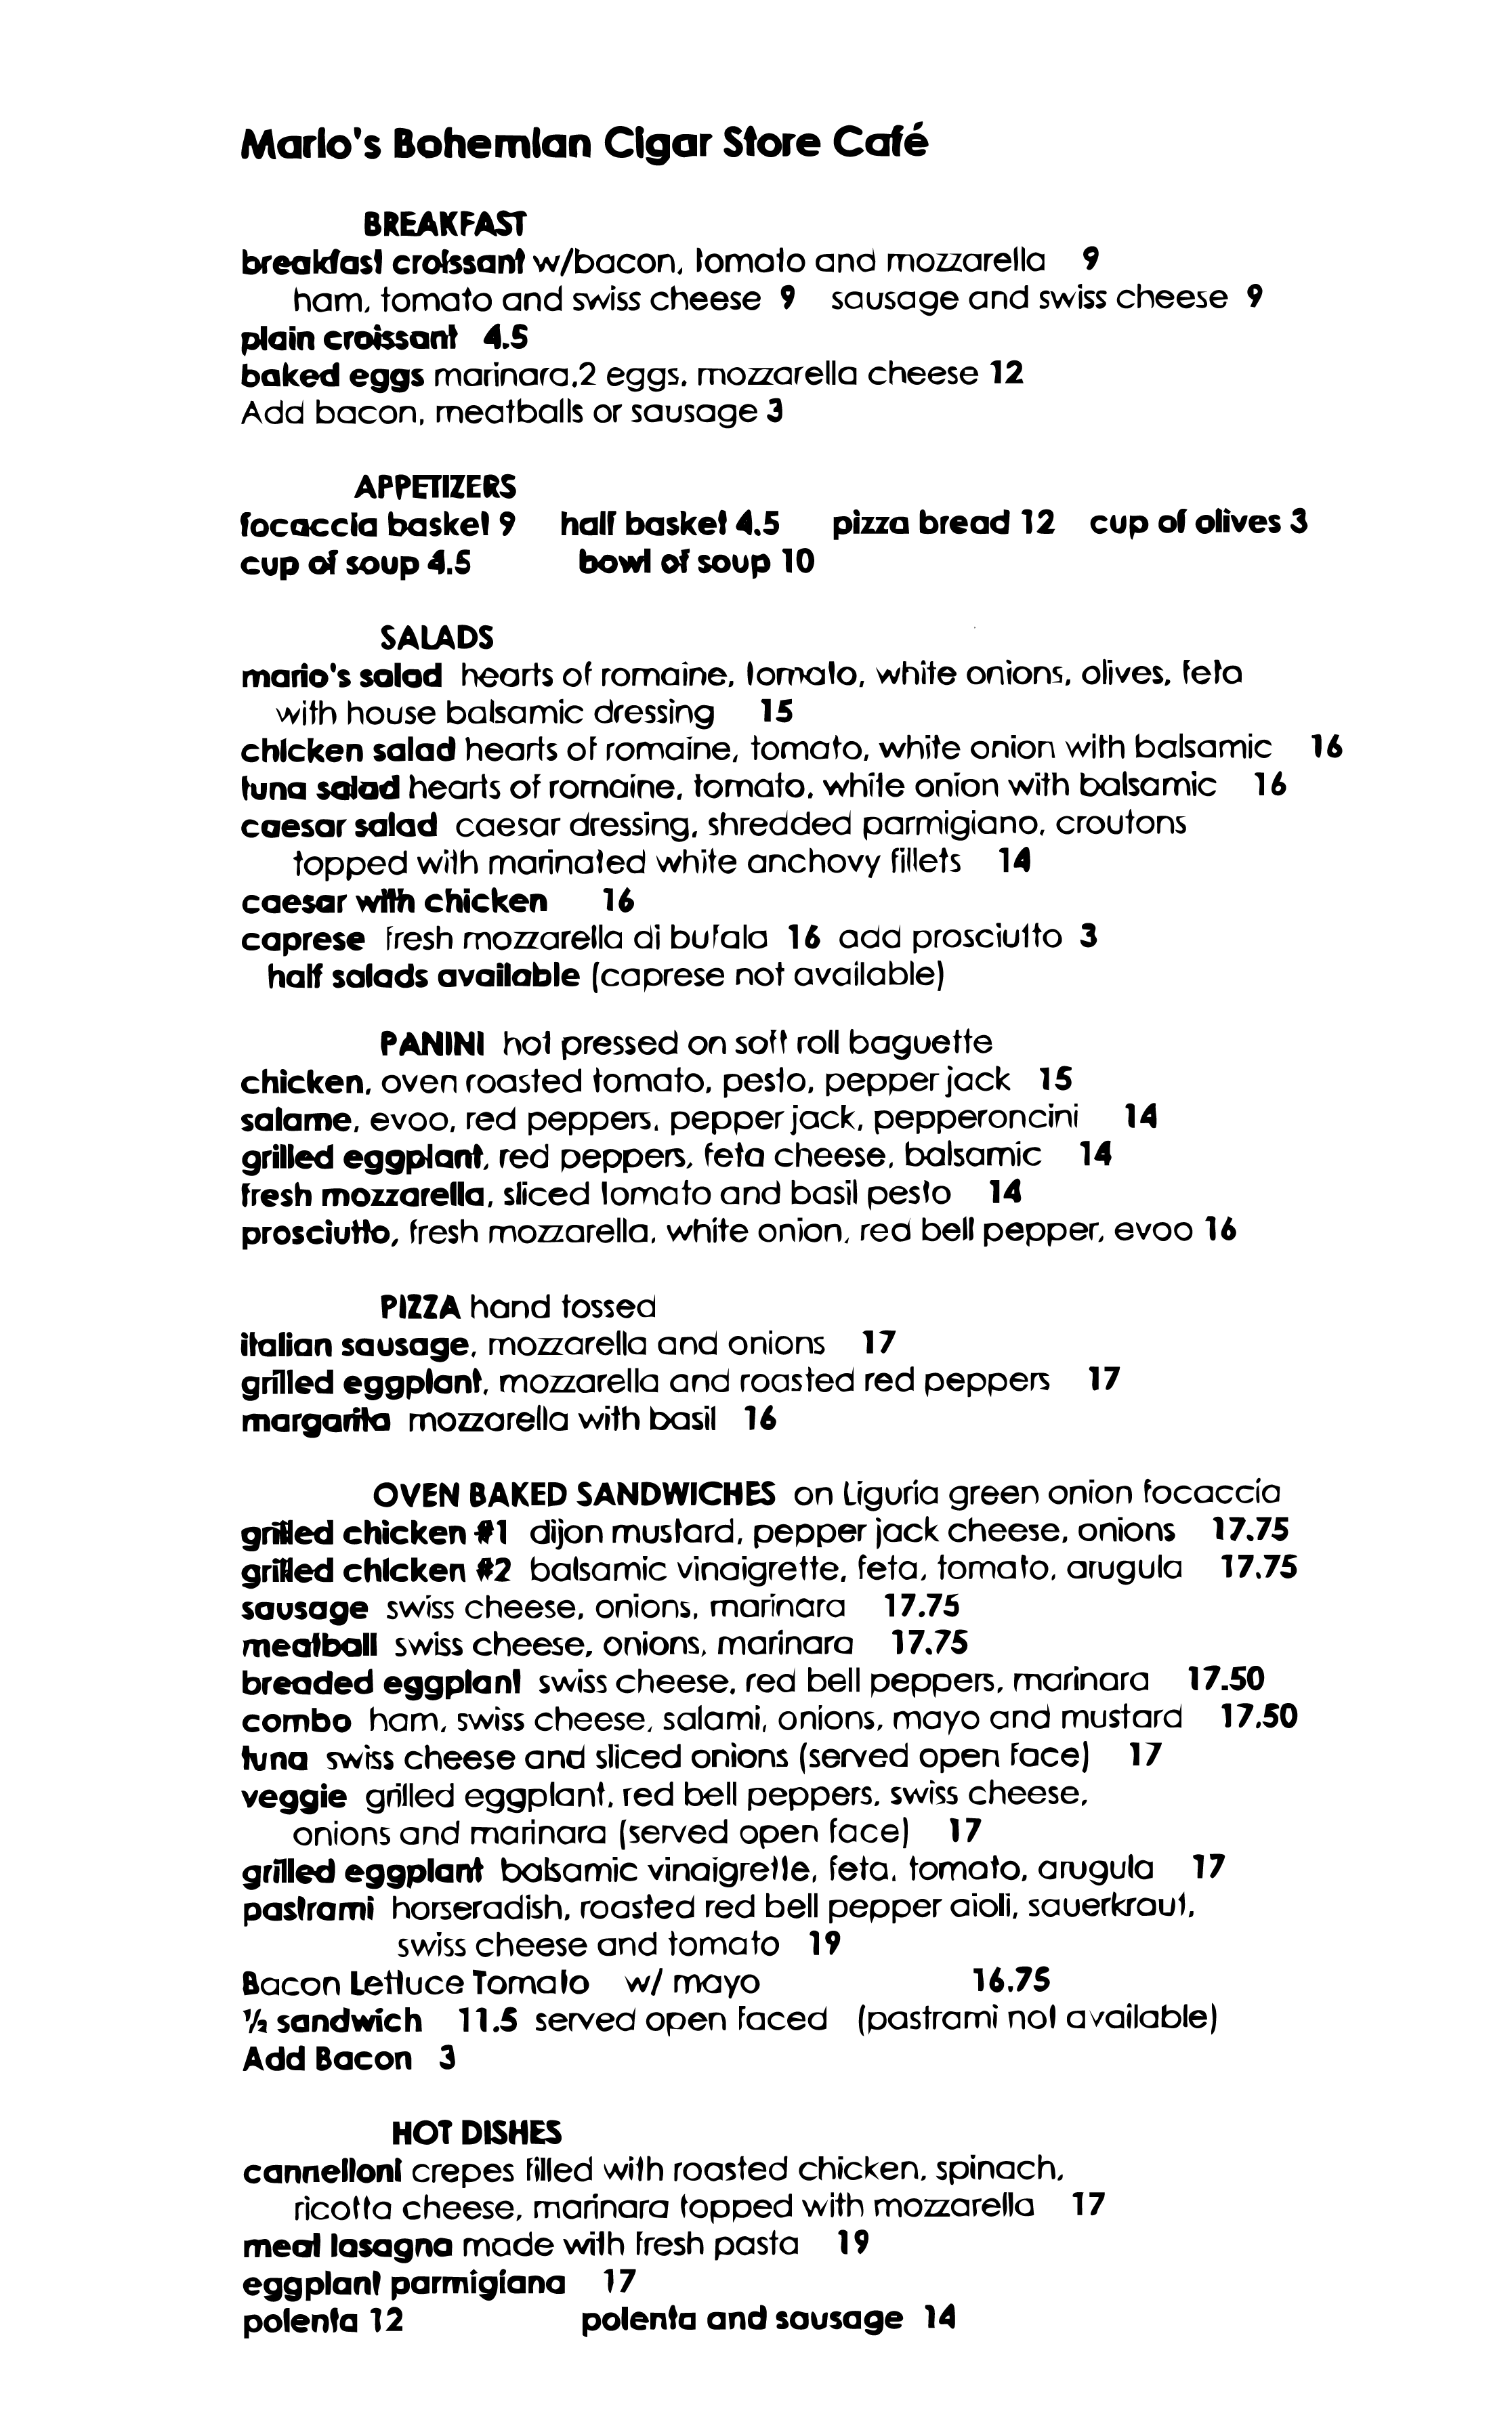 Mario's Bohemian Cigar Store Café
BREAKFAST
breakfast croissant w/bacon, tomato and mozzarella 9
ham, tomato and swiss cheese 9 sausage and swiss cheese 9
plain croissant 4.5
baked eggs marinara,2 eggs, mozzarella cheese 12
Add bacon, meatballs or sausage 3
APPETIZERS
focaccia basket 9 half basket 4.5 pizza bread 12 cup of olives 3
cup of soup 4.5 bowl of soup 10
SALADS
mario's salad hearts of romaine, tomato, white onions, olives, feta
with house balsamic dressing 15
chicken salad hearts of romaine, tomato, white onion with balsamic 16
tuna salad hearts of romaine, tomato, white onion with balsamic 16
caesar salad caesar dressing, shredded parmigiano, croutons
topped with marinated white anchovy fillets 14
caesar with chicken 16
caprese fresh mozzarella di bufala 16 add prosciutto 3
half salads available (caprese not available)
PANINI hot pressed on soft roll baguette
chicken, oven roasted tomato, pesto, pepper jack 15
salame, evoo, red peppers, pepper jack, pepperoncini 14
grilled eggplant, red peppers, feta cheese, balsamic 14
fresh mozzarella, sliced tomato and basil pesto 14
prosciutto, fresh mozzarella, white onion, red bell pepper, evoo 16
PIZZA hand tossed
italian sausage, mozzarella and onions 17
grilled eggplant, mozzarella and roasted red peppers 17
margarita mozzarella with basil 16
OVEN BAKED SANDWICHES on Liguria green onion focaccia
grilled chicken #1 dijon mustard, pepper jack cheese, onions 17.75
grilled chicken #2 balsamic vinaigrette, feta, tomato, arugula 17.75
sausage swiss cheese, onions, marinara 17.75
meatball swiss cheese, onions, marinara 17.75
breaded eggplant swiss cheese, red bell peppers, marinara 17.50
combo ham, swiss cheese, salami, onions, mayo and mustard 17.50
tuna swiss cheese and sliced onions (served open face) 17
veggie grilled eggplant, red bell peppers, swiss cheese,
onions and marinara (served open face) 17
grilled eggplant balsamic vinaigrette, feta, tomato, arugula 17
pastrami horseradish, roasted red bell pepper aioli, sauerkraut,
swiss cheese and tomato 19
Bacon Lettuce Tomato w/ mayo 16.75
½ sandwich 11.5 served open faced (pastrami not available)
Add Bacon 3
HOT DISHES
cannelloni crepes filled with roasted chicken, spinach,
ricotta cheese, marinara topped with mozzarella 17
meat lasagna made with fresh pasta 19
eggplant parmigiana 17
polenta 12 polenta and sausage 14